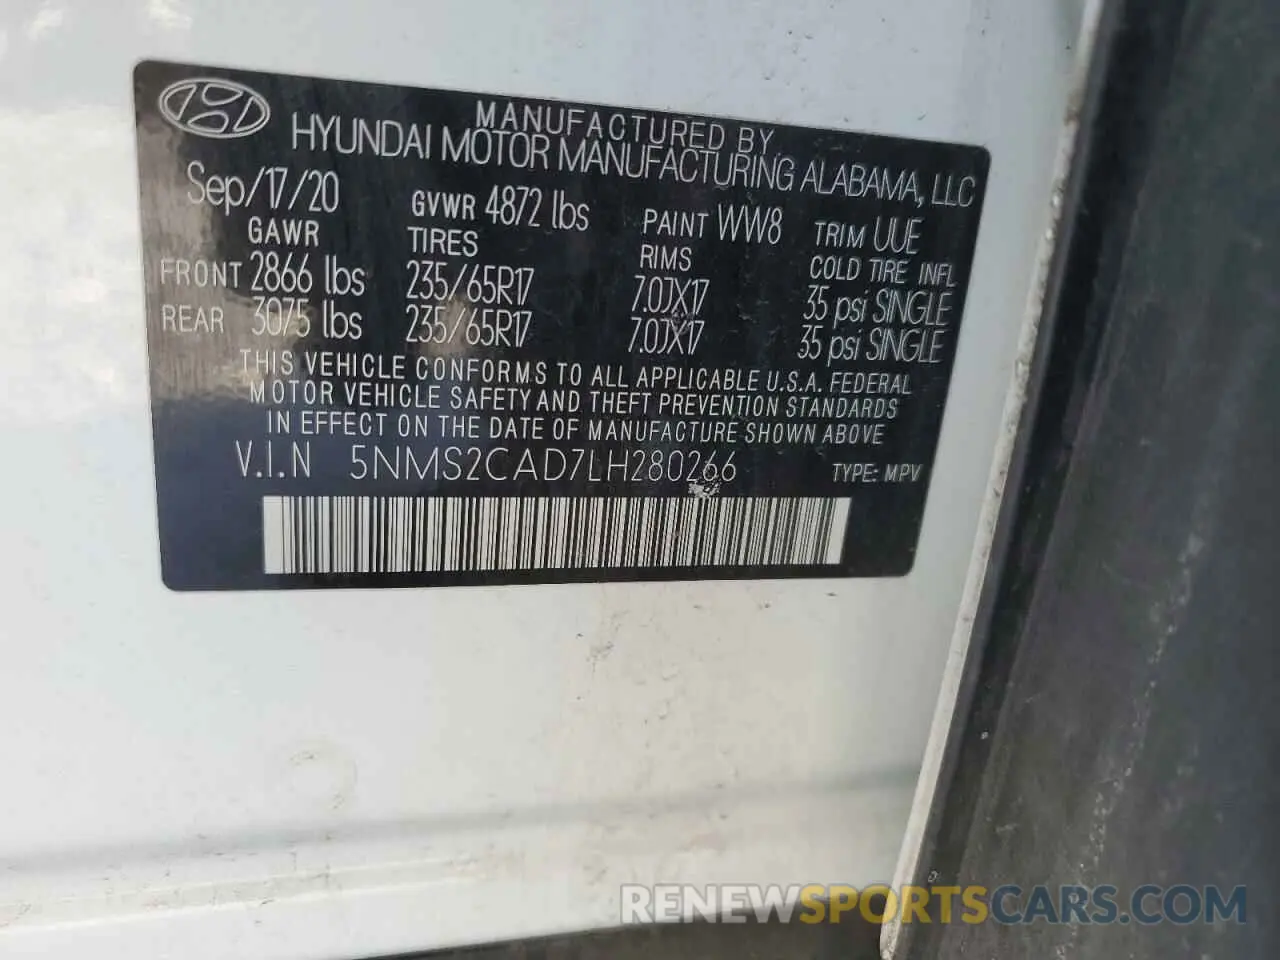 MANUFACTURED BY
HYUNDAI MOTOR MANUFACTURING ALABAMA, LLC
Sep/17/20 GVWR 4872 lbs PAINT WW8 TRIM UUE
GAWR TIRES RIMS COLD TIRE INFL
FRONT 2866 lbs 235/65R17 7.0JX17 35 psi SINGLE
REAR 3075 lbs 235/65R17 7.0JX17 35 psi SINGLE
THIS VEHICLE CONFORMS TO ALL APPLICABLE U.S.A. FEDERAL
MOTOR VEHICLE SAFETY AND THEFT PREVENTION STANDARDS
IN EFFECT ON THE DATE OF MANUFACTURE SHOWN ABOVE
V.I.N 5NMS2CAD7LH280266 TYPE: MPV
RENEWSPORTSCARS.COM